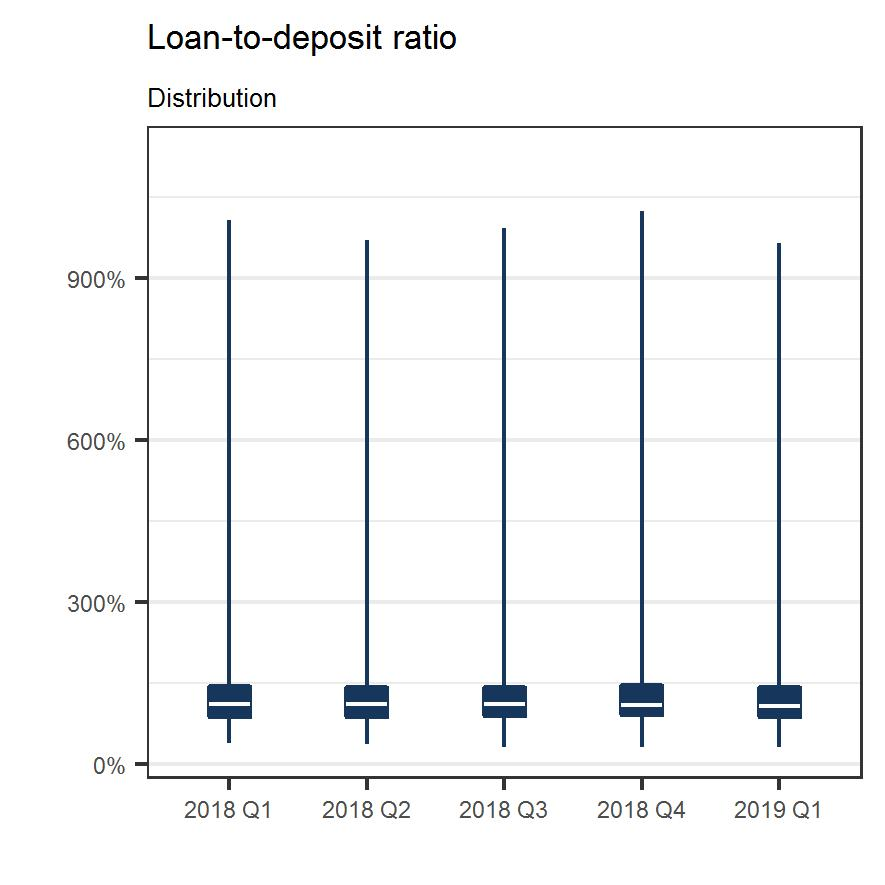 Loan-to-deposit ratio
Distribution
900%
600%
300%
0%
2018 Q1 2018 Q2 2018 Q3 2018 Q4 2019 Q1